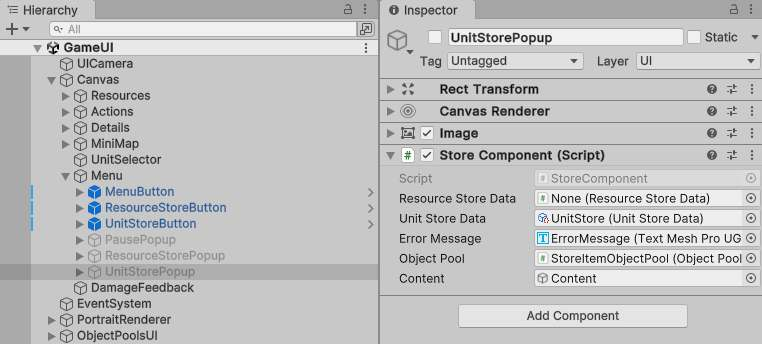 Hierarchy
All
GameUI
UICamera
Canvas
Resources
Actions
Details
MiniMap
UnitSelector
Menu
MenuButton
ResourceStoreButton
UnitStoreButton
PausePopup
ResourceStorePopup
UnitStorePopup
DamageFeedback
EventSystem
PortraitRenderer
ObjectPoolsUI
Inspector
UnitStorePopup Static
Tag Untagged Layer UI
Rect Transform
Canvas Renderer
Image
# Store Component (Script)
Script # StoreComponent
Resource Store Data # None (Resource Store Data)
Unit Store Data UnitStore (Unit Store Data)
Error Message T ErrorMessage (Text Mesh Pro UG
Object Pool # StoreItemObjectPool (Object Pool
Content Content
Add Component